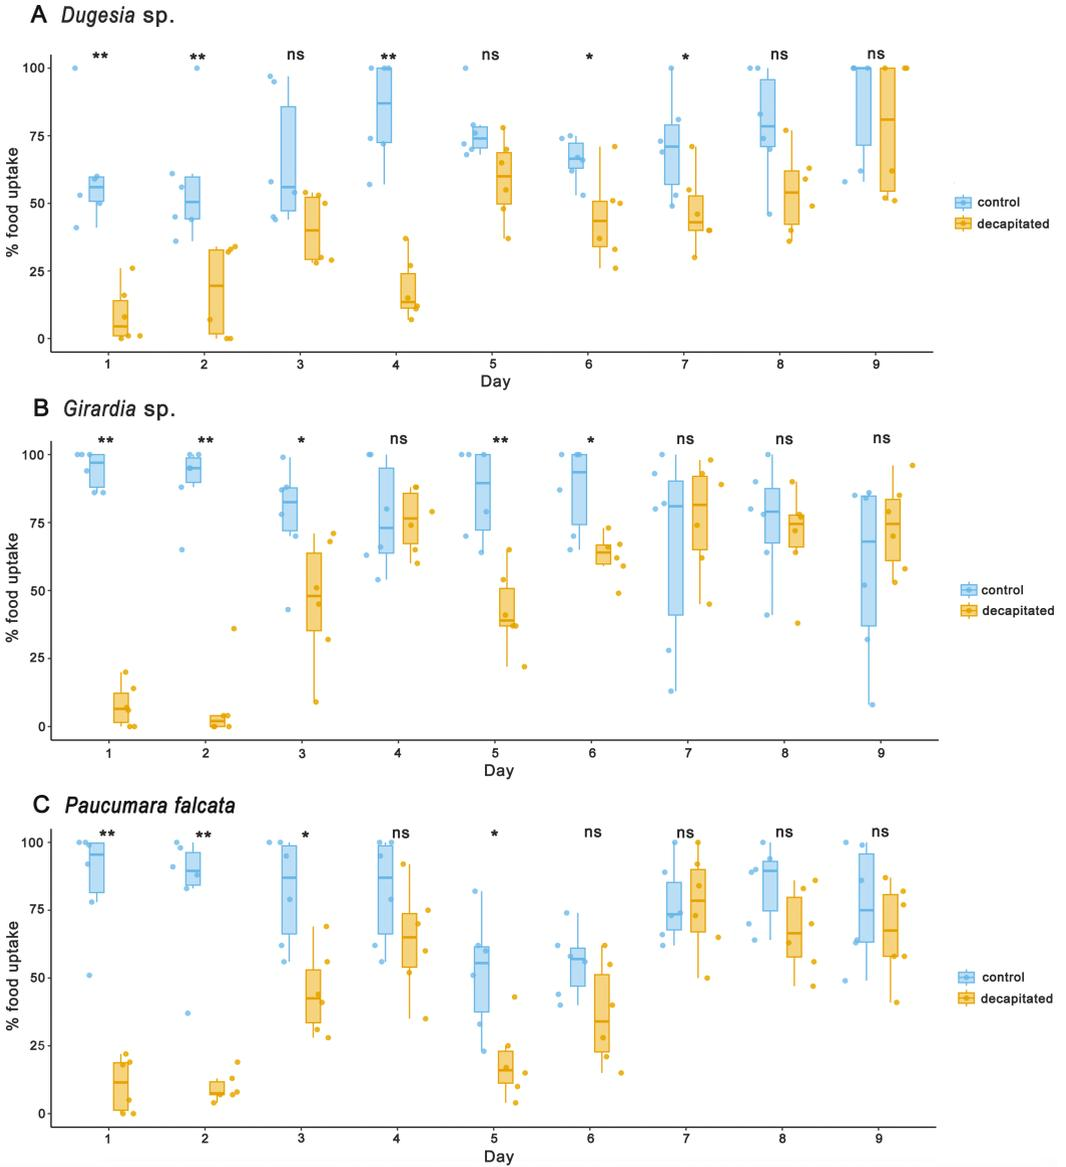 A Dugesia sp.
** ** ns ** ns * * ns ns
100
75
50
25
0
% food uptake
control
decapitated
1 2 3 4 5 6 7 8 9
Day
B Girardia sp.
** ** * ns ** * ns ns ns
100
75
50
25
0
% food uptake
control
decapitated
1 2 3 4 5 6 7 8 9
Day
C Paucumara falcata
** ** * ns * ns ns ns ns
100
75
50
25
0
% food uptake
control
decapitated
1 2 3 4 5 6 7 8 9
Day